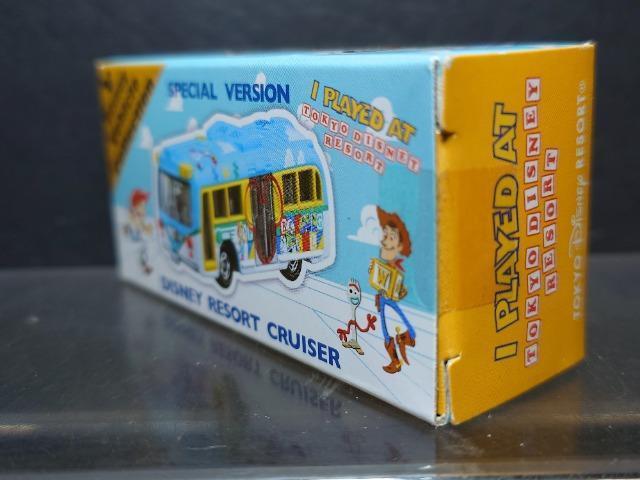 SPECIAL VERSION
I PLAYED AT
TOKYO DISNEY
RESORT
DISNEY RESORT CRUISER
I PLAYED AT
TOKYO DISNEY
RESORT
TOKYO Disney RESORT®